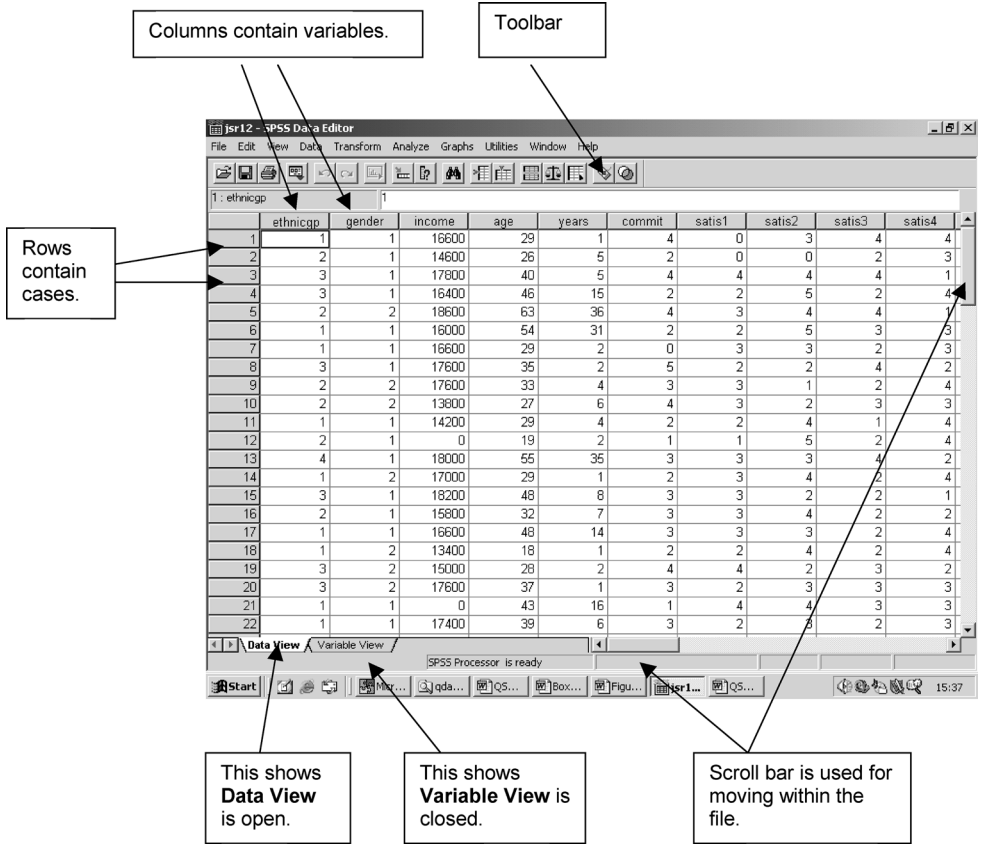 Columns contain variables.
Toolbar
jsr12 - SPSS Data Editor
File Edit View Data Transform Analyze Graphs Utilities Window Help
1 : ethnicgp 1
ethnicgp gender income age years commit satis1 satis2 satis3 satis4
1 1 1 16600 29 1 4 0 3 4 4
2 2 1 14600 26 5 2 0 0 2 3
3 3 1 17800 40 5 4 4 4 4 1
4 3 1 16400 46 15 2 2 5 2 4
5 2 2 18600 63 36 4 3 4 4 1
6 1 1 16000 54 31 2 2 5 3 3
7 1 1 16600 29 2 0 3 3 2 3
8 3 1 17600 35 2 5 2 2 4 2
9 2 2 17600 33 4 3 3 1 2 4
10 2 2 13800 27 6 4 3 2 3 3
11 1 1 14200 29 4 2 2 4 1 4
12 2 1 0 19 2 1 1 5 2 4
13 4 1 18000 55 35 3 3 3 4 2
14 1 2 17000 29 1 2 3 4 2 4
15 3 1 18200 48 8 3 3 2 2 1
16 2 1 15800 32 7 3 3 4 2 2
17 1 1 16600 48 14 3 3 3 2 4
18 1 2 13400 18 1 2 2 4 2 4
19 3 2 15000 28 2 4 4 2 3 2
20 3 2 17600 37 1 3 2 3 3 3
21 1 1 0 43 16 1 4 4 3 3
22 1 1 17400 39 6 3 2 3 2 3
Rows
contain
cases.
Data View Variable View
SPSS Processor is ready
Start Micr... qda... QS... Box... Figu... jsr1... QS... 15:37
This shows
Data View
is open.
This shows
Variable View is
closed.
Scroll bar is used for
moving within the
file.